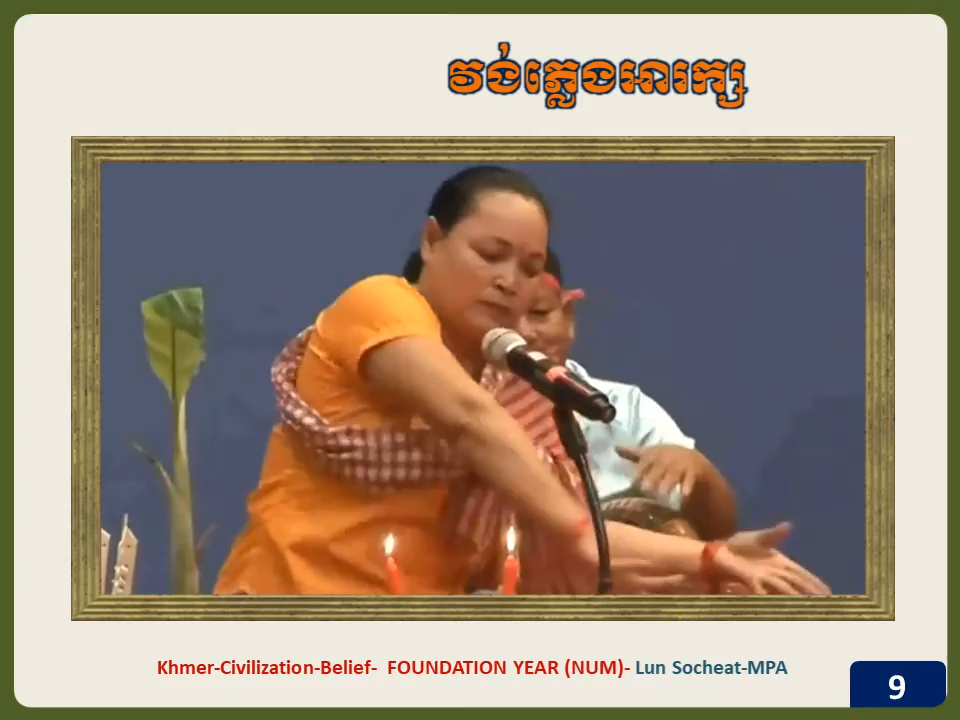 វង់ភ្លេងអារក្ស
Khmer-Civilization-Belief- FOUNDATION YEAR (NUM)- Lun Socheat-MPA
9